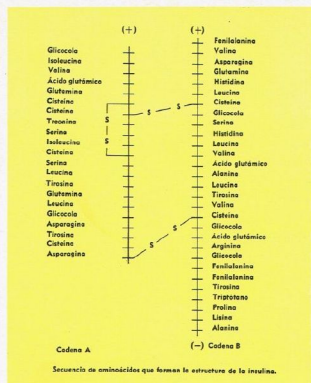 (+)
Glicocola
Isoleucina
Valina
Ácido glutámico
Glutamina
Cisteína
Cisteína
Treonina
Serina
Isoleucina
Cisteína
Serina
Leucina
Tirosina
Glutamina
Leucina
Glicocola
Asparagina
Tirosina
Cisteína
Asparagina
S
S
S
S
S
S
(+)
Fenilalanina
Valina
Asparagina
Glutamina
Histidina
Leucina
Cisteína
Glicocola
Serina
Histidina
Leucina
Valina
Ácido glutámico
Alanina
Leucina
Tirosina
Valina
Cisteína
Glicocola
Ácido glutámico
Arginina
Glicocola
Fenilalanina
Fenilalanina
Tirosina
Triptotano
Prolina
Lisina
Alanina
Cadena A
(−) Cadena B
Secuencia de aminoácidos que forman la estructura de la insulina.